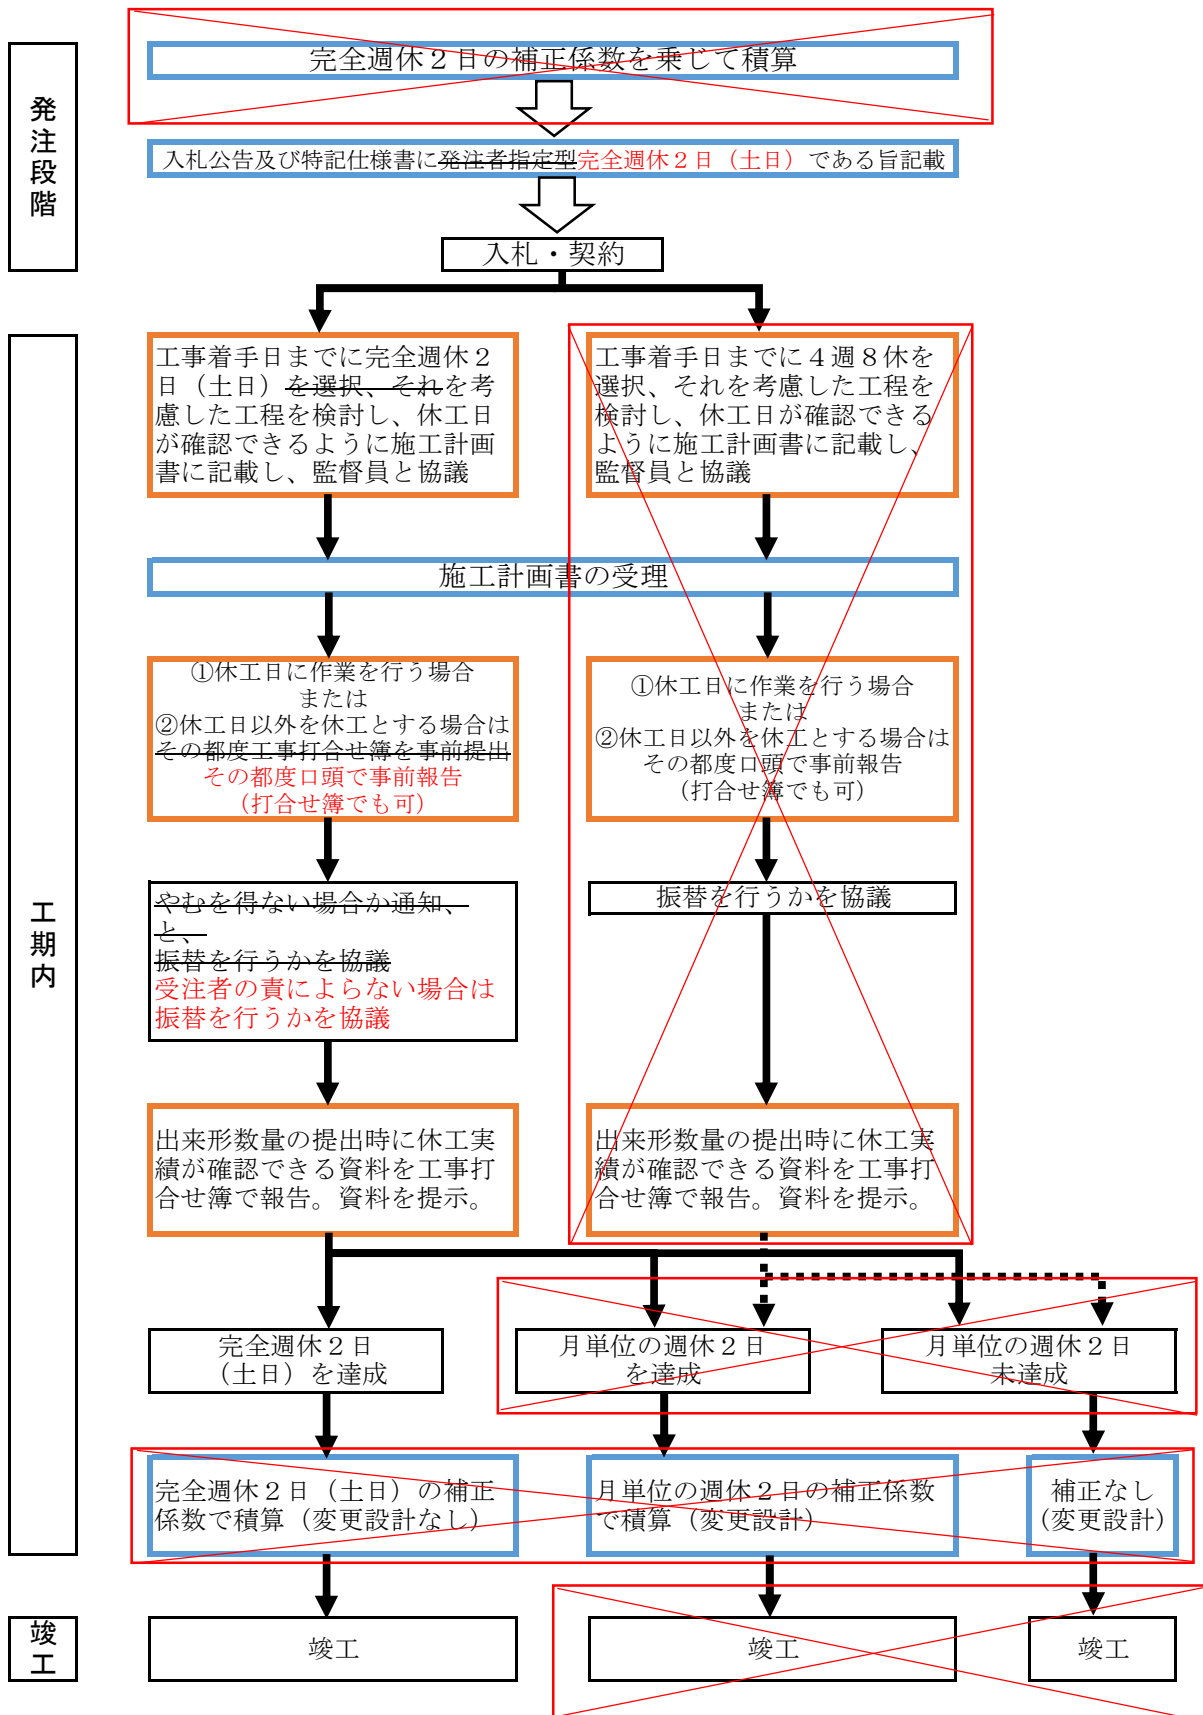 発注段階
完全週休２日の補正係数を乗じて積算
入札公告及び特記仕様書に発注者指定型完全週休２日（土日）である旨記載
入札・契約
工期内
工事着手日までに完全週休２
日（土日）を選択、それを考
慮した工程を検討し、休工日
が確認できるように施工計画
書に記載し、監督員と協議
工事着手日までに４週８休を
選択、それを考慮した工程を
検討し、休工日が確認できる
ように施工計画書に記載し、
監督員と協議
施工計画書の受理
①休工日に作業を行う場合
または
②休工日以外を休工とする場合は
その都度工事打合せ簿を事前提出
その都度口頭で事前報告
（打合せ簿でも可）
①休工日に作業を行う場合
または
②休工日以外を休工とする場合は
その都度口頭で事前報告
（打合せ簿でも可）
やむを得ない場合か通知、
と、
振替を行うかを協議
受注者の責によらない場合は
振替を行うかを協議
振替を行うかを協議
出来形数量の提出時に休工実
績が確認できる資料を工事打
合せ簿で報告。資料を提示。
出来形数量の提出時に休工実
績が確認できる資料を工事打
合せ簿で報告。資料を提示。
完全週休２日
（土日）を達成
月単位の週休２日
を達成
月単位の週休２日
未達成
完全週休２日（土日）の補正
係数で積算（変更設計なし）
月単位の週休２日の補正係数
で積算（変更設計）
補正なし
（変更設計）
竣工
竣工
竣工
竣工